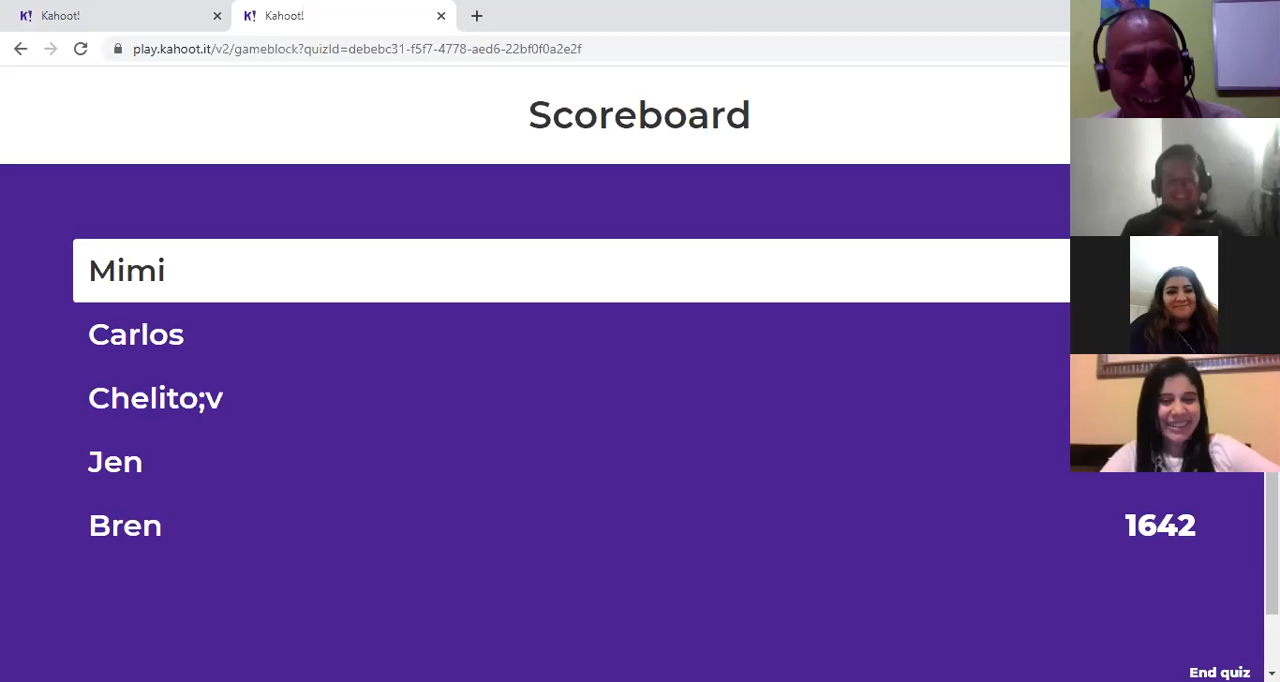 Kahoot!
Kahoot!
play.kahoot.it/v2/gameblock?quizId=debebc31-f5f7-4778-aed6-22bf0f0a2e2f
Scoreboard
Mimi
Carlos
Chelito;v
Jen
Bren 1642
End quiz